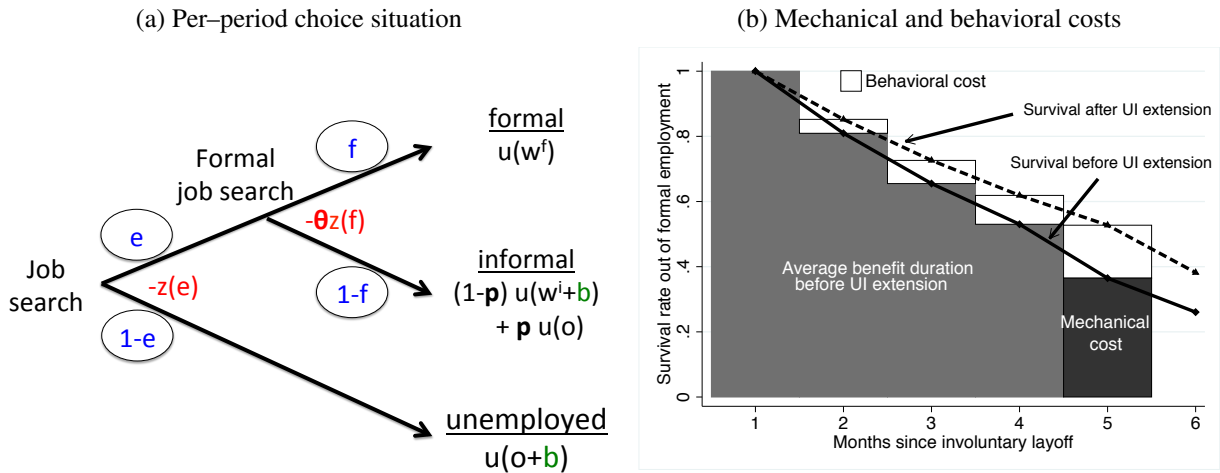 (a) Per–period choice situation
formal
u(w^f)
f
Formal
job search
-θz(f)
e
Job
search
-z(e)
informal
(1-p) u(w^i+b)
+ p u(o)
1-f
1-e
unemployed
u(o+b)
(b) Mechanical and behavioral costs
Survival rate out of formal employment
1
.8
.6
.4
.2
0
Behavioral cost
Survival after UI extension
Survival before UI extension
Average benefit duration
before UI extension
Mechanical
cost
1 2 3 4 5 6
Months since involuntary layoff